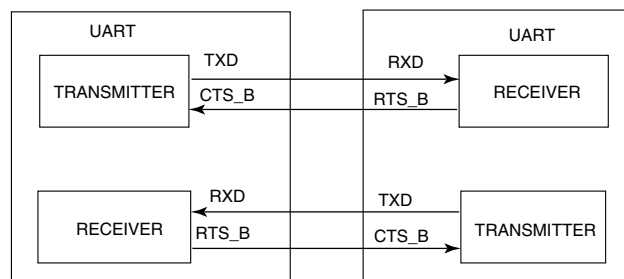 UART UART
TXD RXD
TRANSMITTER CTS_B RTS_B RECEIVER
RXD TXD
RECEIVER RTS_B CTS_B TRANSMITTER